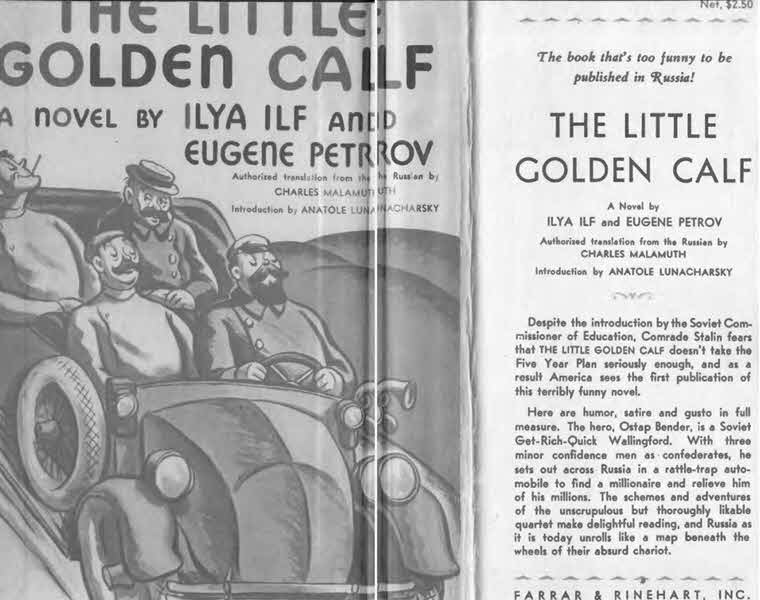 THE LITTLE
GOLDEN CALF
A NOVEL BY ILYA ILF AND
EUGENE PETROV
Authorized translation from the Russian by
CHARLES MALAMUTH
Introduction by ANATOLE LUNACHARSKY
Net, $2.50
The book that's too funny to be
published in Russia!
THE LITTLE
GOLDEN CALF
A Novel by
ILYA ILF and EUGENE PETROV
Authorized translation from the Russian by
CHARLES MALAMUTH
Introduction by ANATOLE LUNACHARSKY
Despite the introduction by the Soviet Com-
missioner of Education, Comrade Stalin fears
that THE LITTLE GOLDEN CALF doesn't take the
Five Year Plan seriously enough, and as a
result America sees the first publication of
this terribly funny novel.
Here are humor, satire and gusto in full
measure. The hero, Ostap Bender, is a Soviet
Get-Rich-Quick Wallingford. With three
minor confidence men as confederates, he
sets out across Russia in a rattle-trap auto-
mobile to find a millionaire and relieve him
of his millions. The schemes and adventures
of the unscrupulous but thoroughly likable
quartet make delightful reading, and Russia as
it is today unrolls like a map beneath the
wheels of their absurd chariot.
FARRAR & RINEHART, INC.